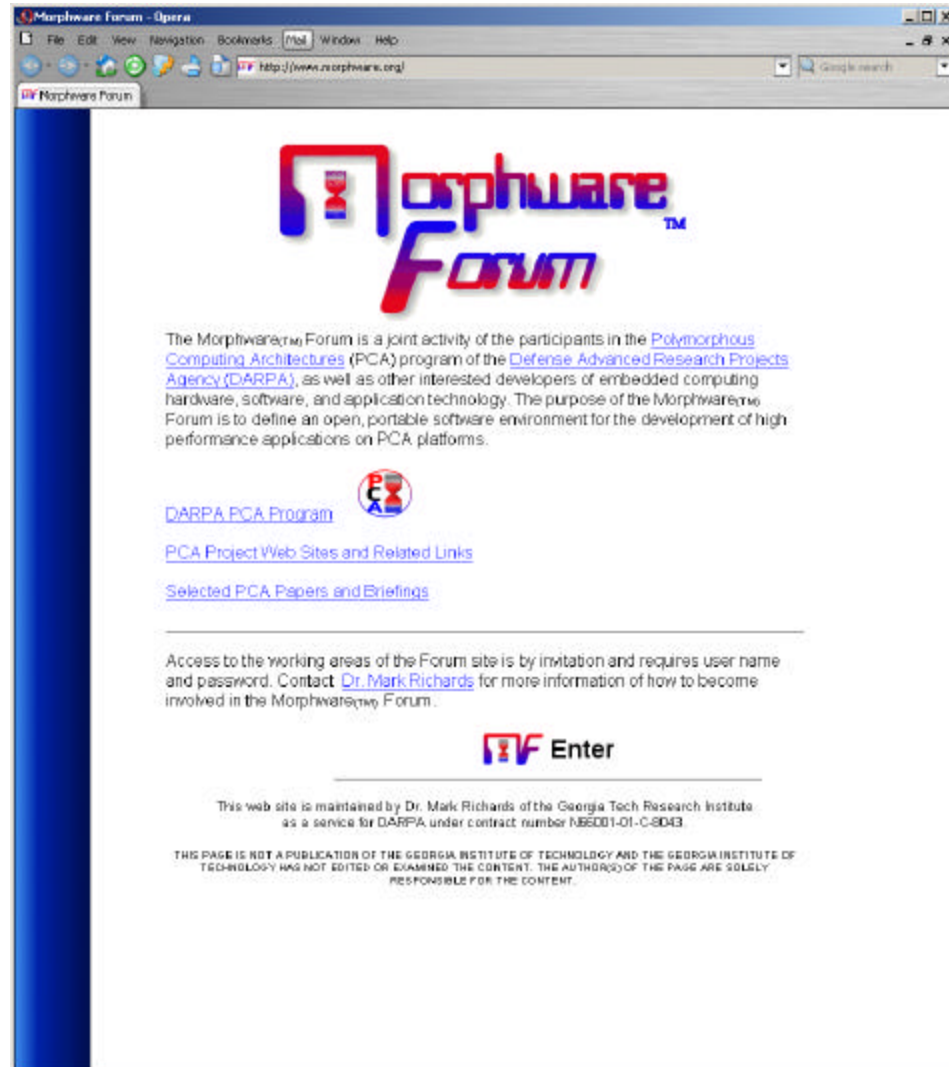 Morphware Forum - Opera
File Edit View Navigation Bookmarks Mail Window Help
http://www.morphware.org/ Google search
Morphware Forum
Morphware TM
Forum
The Morphware(TM) Forum is a joint activity of the participants in the Polymorphous
Computing Architectures (PCA) program of the Defense Advanced Research Projects
Agency (DARPA), as well as other interested developers of embedded computing
hardware, software, and application technology. The purpose of the Morphware(TM)
Forum is to define an open, portable software environment for the development of high
performance applications on PCA platforms.
PCA
DARPA PCA Program
PCA Project Web Sites and Related Links
Selected PCA Papers and Briefings
Access to the working areas of the Forum site is by invitation and requires user name
and password. Contact Dr. Mark Richards for more information of how to become
involved in the Morphware(TM) Forum.
MF Enter
This web site is maintained by Dr. Mark Richards of the Georgia Tech Research Institute
as a service for DARPA under contract number N66001-01-C-8043.
THIS PAGE IS NOT A PUBLICATION OF THE GEORGIA INSTITUTE OF TECHNOLOGY AND THE GEORGIA INSTITUTE OF
TECHNOLOGY HAS NOT EDITED OR EXAMINED THE CONTENT. THE AUTHOR(S) OF THE PAGE ARE SOLELY
RESPONSIBLE FOR THE CONTENT.